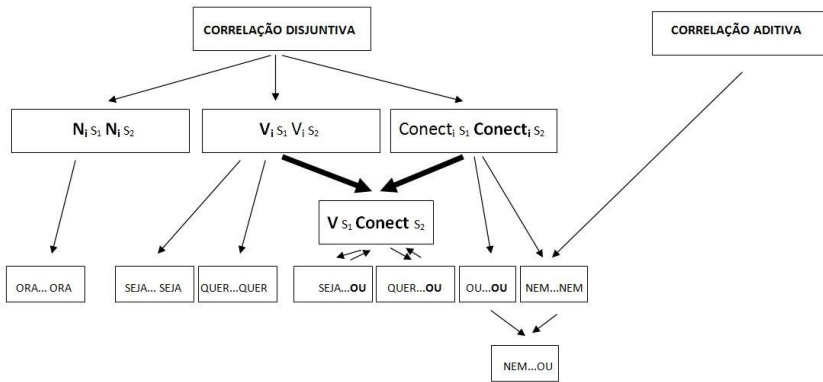 CORRELAÇÃO DISJUNTIVA
CORRELAÇÃO ADITIVA
Ni S1 Ni S2
Vi S1 Vi S2
Conecti S1 Conecti S2
V S1 Conect S2
ORA... ORA
SEJA... SEJA
QUER...QUER
SEJA...OU
QUER...OU
OU...OU
NEM...NEM
NEM...OU